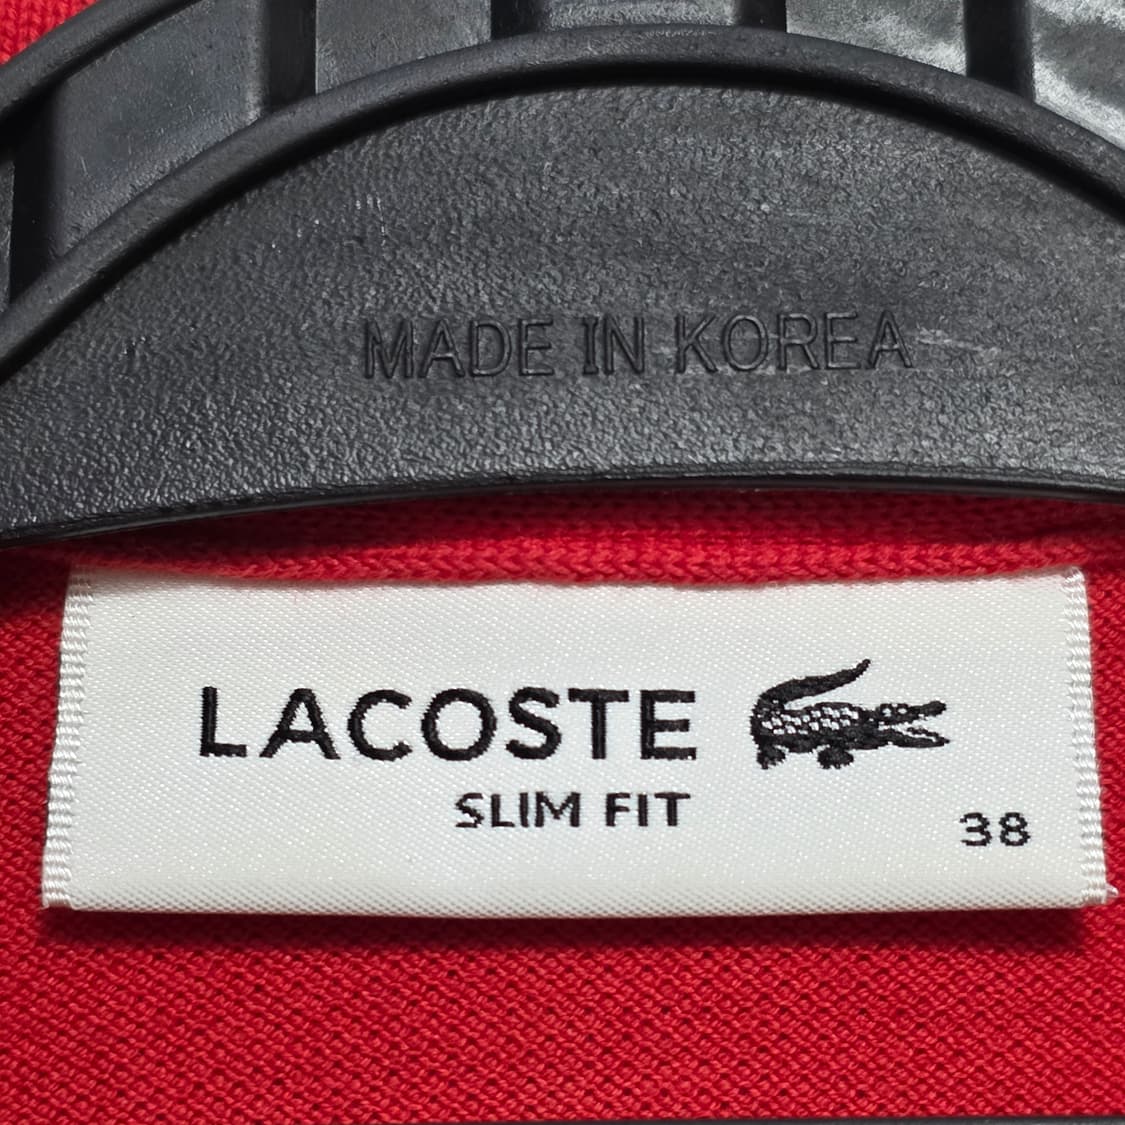 MADE IN KOREA
LACOSTE
SLIM FIT
38